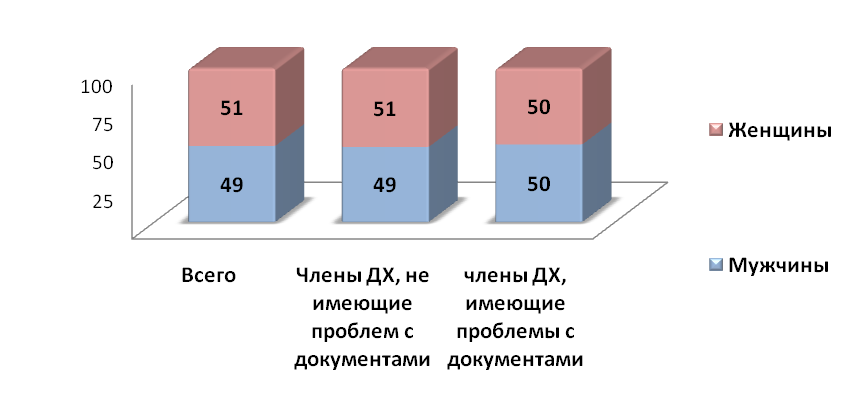 100
75
50
25
51
49
51
49
50
50
Всего
Члены ДХ, не
имеющие
проблем с
документами
члены ДХ,
имеющие
проблемы с
документами
Женщины
Мужчины